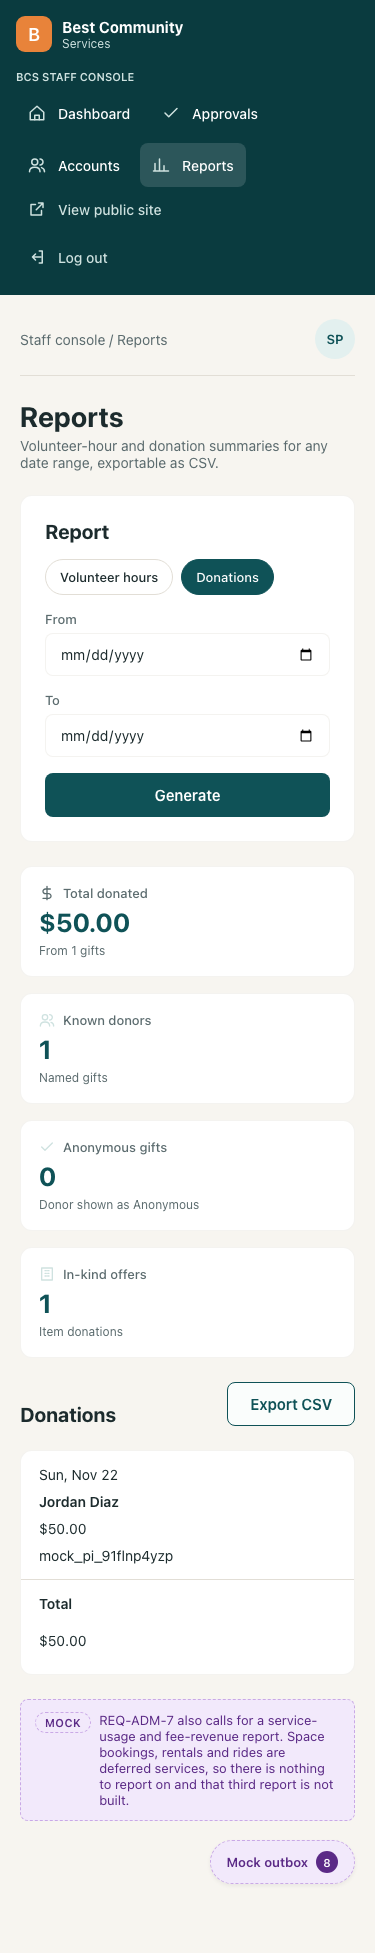 B
Best Community
Services
BCS STAFF CONSOLE
Dashboard
Approvals
Accounts
Reports
View public site
Log out
Staff console / Reports
SP
Reports
Volunteer-hour and donation summaries for any
date range, exportable as CSV.
Report
Volunteer hours
Donations
From
mm/dd/yyyy
To
mm/dd/yyyy
Generate
Total donated
$50.00
From 1 gifts
Known donors
1
Named gifts
Anonymous gifts
0
Donor shown as Anonymous
In-kind offers
1
Item donations
Donations
Export CSV
Sun, Nov 22
Jordan Diaz
$50.00
mock_pi_91flnp4yzp
Total
$50.00
MOCK
REQ-ADM-7 also calls for a service-
usage and fee-revenue report. Space
bookings, rentals and rides are
deferred services, so there is nothing
to report on and that third report is not
built.
Mock outbox 8